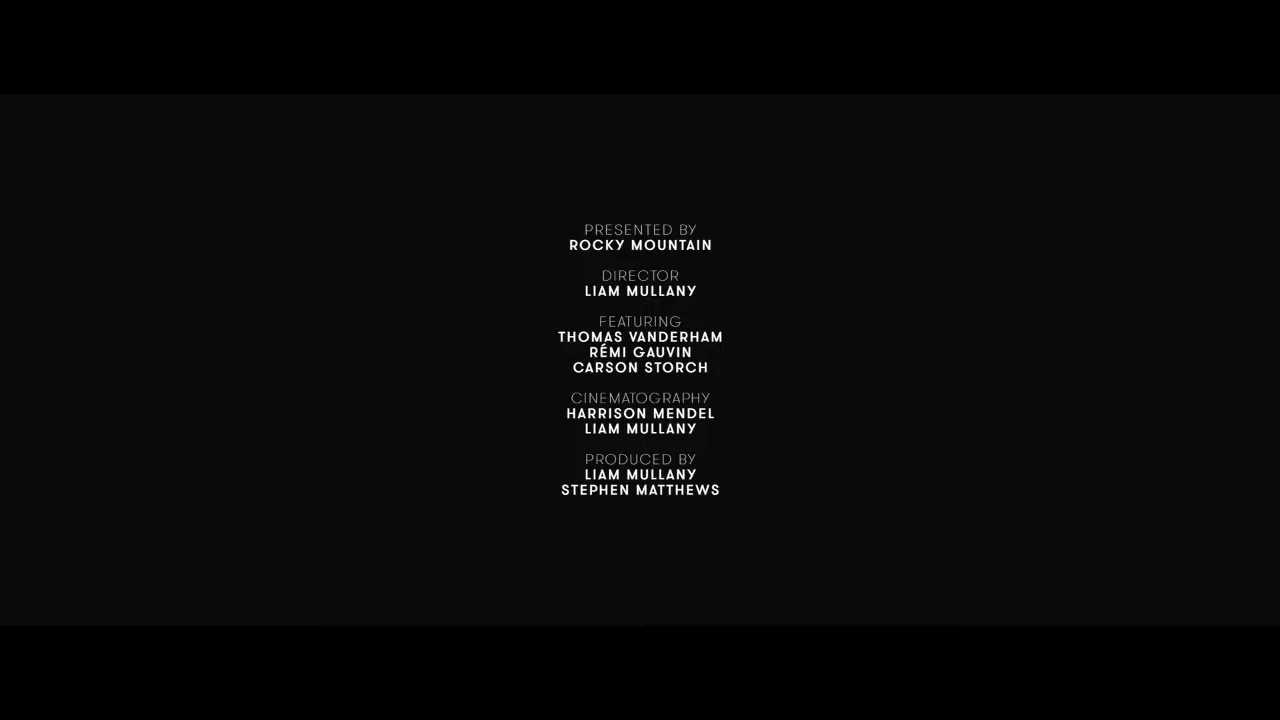 PRESENTED BY
ROCKY MOUNTAIN
DIRECTOR
LIAM MULLANY
FEATURING
THOMAS VANDERHAM
RÉMI GAUVIN
CARSON STORCH
CINEMATOGRAPHY
HARRISON MENDEL
LIAM MULLANY
PRODUCED BY
LIAM MULLANY
STEPHEN MATTHEWS